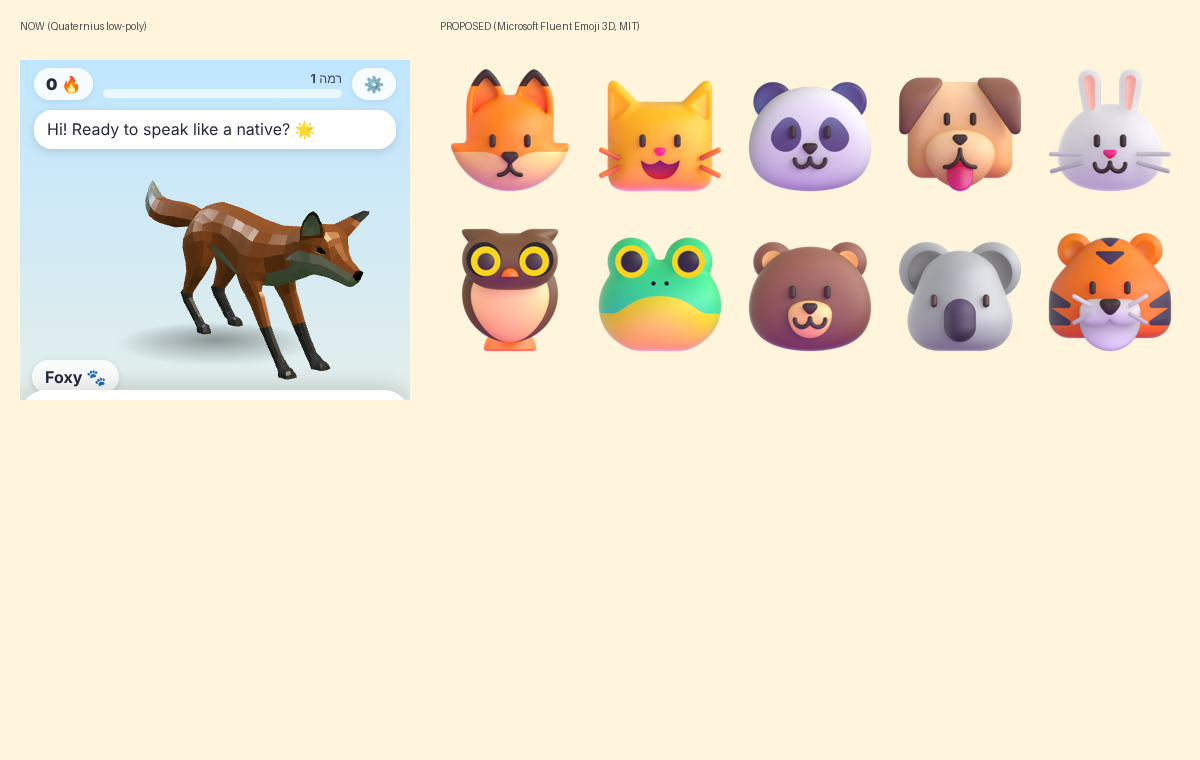 NOW (Quaternius low-poly)
PROPOSED (Microsoft Fluent Emoji 3D, MIT)
0 🔥
רמה 1
Hi! Ready to speak like a native? 🌟
Foxy 🐾